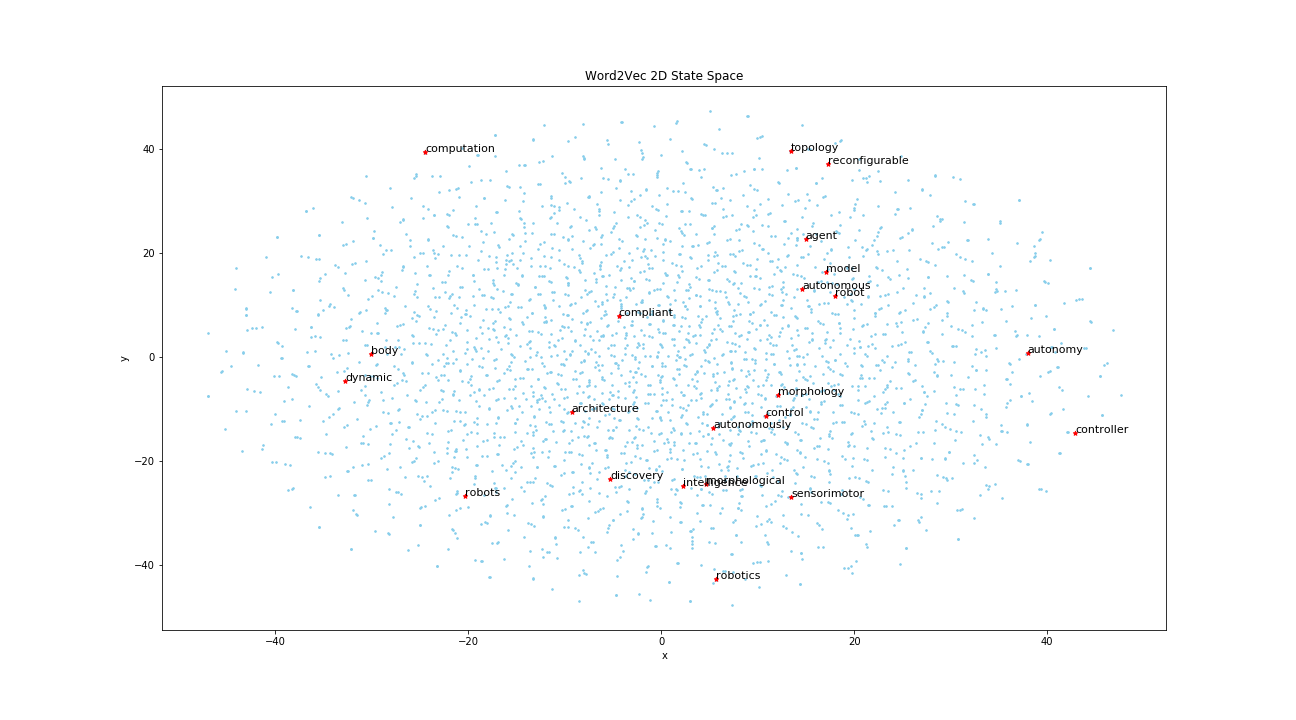 Word2Vec 2D State Space
40
20
0
−20
−40
y
computation
topology
reconfigurable
agent
model
autonomous
robot
compliant
body
autonomy
dynamic
morphology
architecture
control
autonomously
controller
discovery
intelligence
morphological
robots
sensorimotor
robotics
−40
−20
0
20
40
x